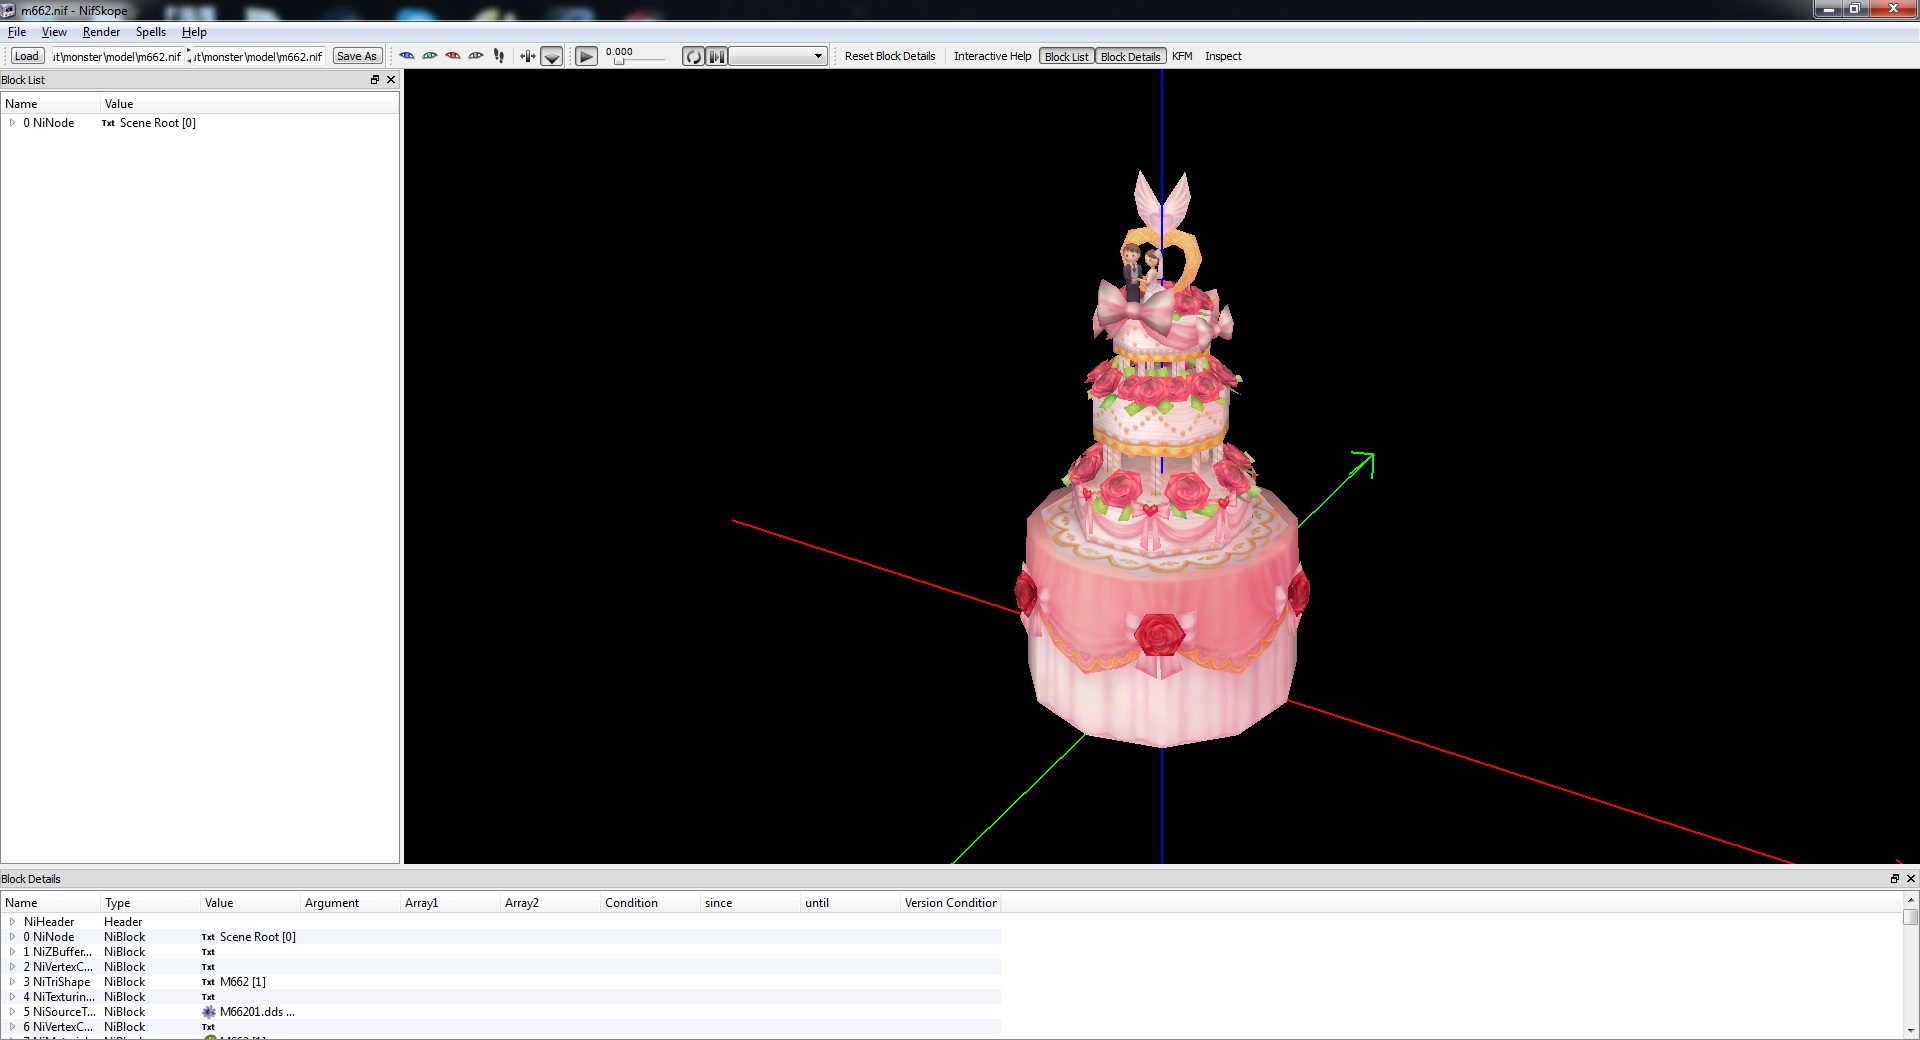 m662.nif - NifSkope
File View Render Spells Help
Load ıt\monster\model\m662.nif ıt\monster\model\m662.nif Save As 0.000 Reset Block Details Interactive Help Block List Block Details KFM Inspect
Block List
Name Value
0 NiNode Txt Scene Root [0]
Block Details
Name Type Value Argument Array1 Array2 Condition since until Version Condition
NiHeader Header
0 NiNode NiBlock Txt Scene Root [0]
1 NiZBuffer... NiBlock Txt
2 NiVertexC... NiBlock Txt
3 NiTriShape NiBlock Txt M662 [1]
4 NiTexturin... NiBlock Txt
5 NiSourceT... NiBlock M66201.dds ...
6 NiVertexC... NiBlock Txt